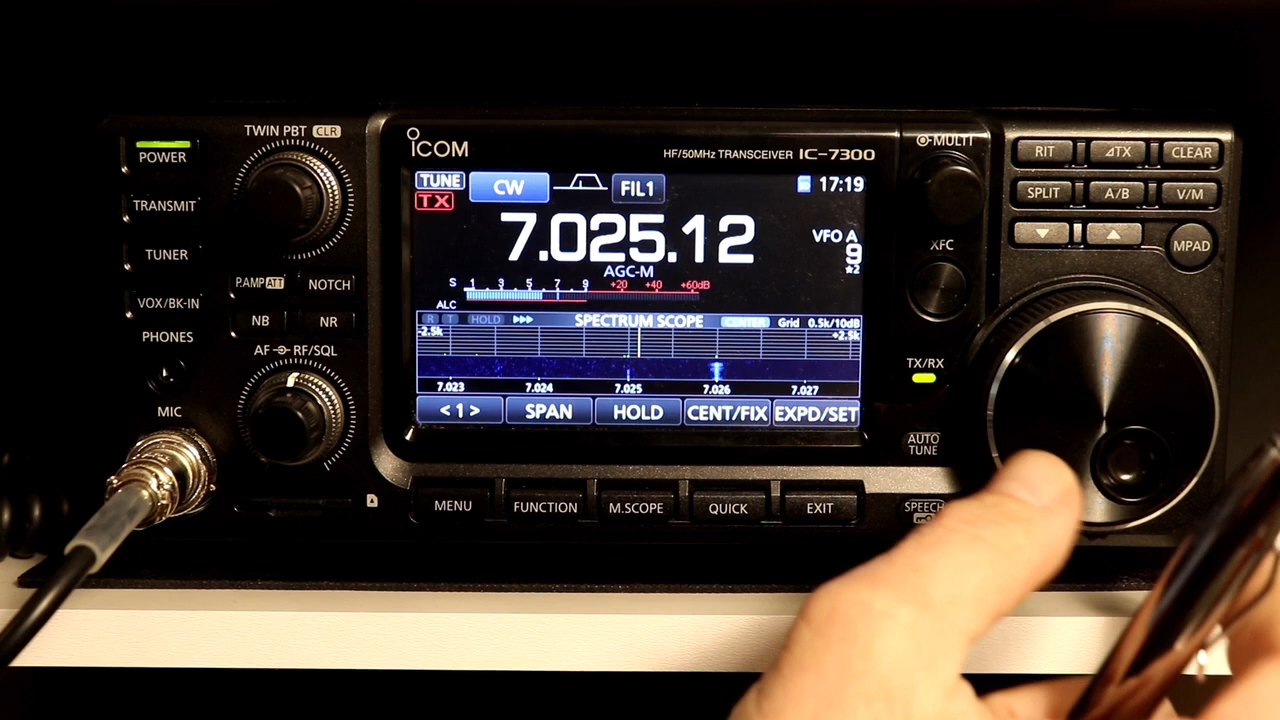 TWIN PBT CLR
POWER
TRANSMIT
TUNER
VOX/BK-IN
PHONES
MIC
P.AMP ATT
NOTCH
NB
NR
AF RF/SQL
ICOM
HF/50MHz TRANSCEIVER IC-7300
TUNE
CW
FIL1
17:19
TX
7.025.12
VFO A
9
★2
AGC-M
S 1 3 5 7 9 +20 +40 +60dB
ALC
R T HOLD ▶▶▶ SPECTRUM SCOPE CENTER Grid 0.5k/10dB
-2.5k +2.5k
7.023 7.024 7.025 7.026 7.027
< 1 > SPAN HOLD CENT/FIX EXPD/SET
MENU FUNCTION M.SCOPE QUICK EXIT
MULTI
XFC
TX/RX
AUTO
TUNE
SPEECH
RIT ⊿TX CLEAR
SPLIT A/B V/M
▼ ▲ MPAD